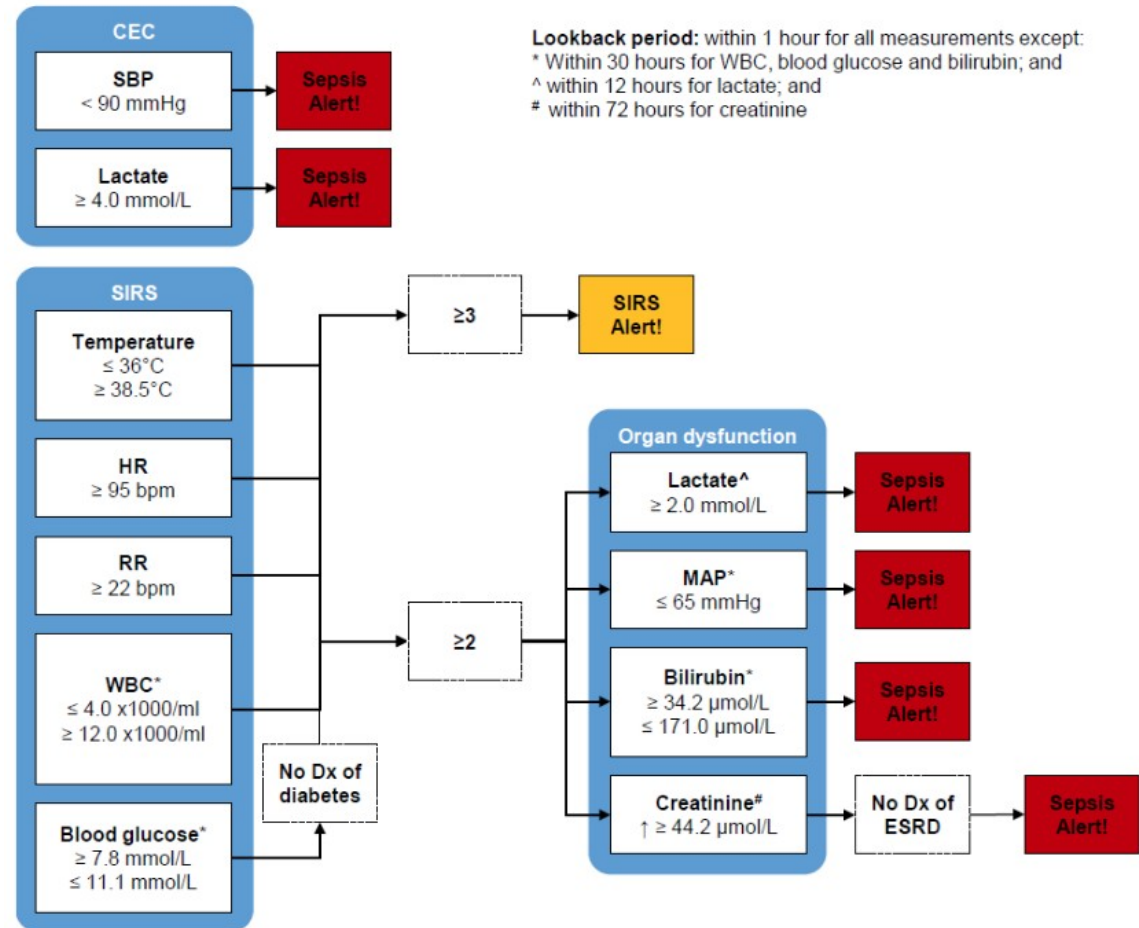 CEC
SBP
< 90 mmHg
Sepsis
Alert!
Lactate
≥ 4.0 mmol/L
Sepsis
Alert!
Lookback period: within 1 hour for all measurements except:
* Within 30 hours for WBC, blood glucose and bilirubin; and
^ within 12 hours for lactate; and
# within 72 hours for creatinine
SIRS
Temperature
≤ 36°C
≥ 38.5°C
HR
≥ 95 bpm
RR
≥ 22 bpm
WBC*
≤ 4.0 x1000/ml
≥ 12.0 x1000/ml
Blood glucose*
≥ 7.8 mmol/L
≤ 11.1 mmol/L
No Dx of
diabetes
≥3
SIRS
Alert!
≥2
Organ dysfunction
Lactate^
≥ 2.0 mmol/L
Sepsis
Alert!
MAP*
≤ 65 mmHg
Sepsis
Alert!
Bilirubin*
≥ 34.2 µmol/L
≤ 171.0 µmol/L
Sepsis
Alert!
Creatinine#
↑ ≥ 44.2 µmol/L
No Dx of
ESRD
Sepsis
Alert!